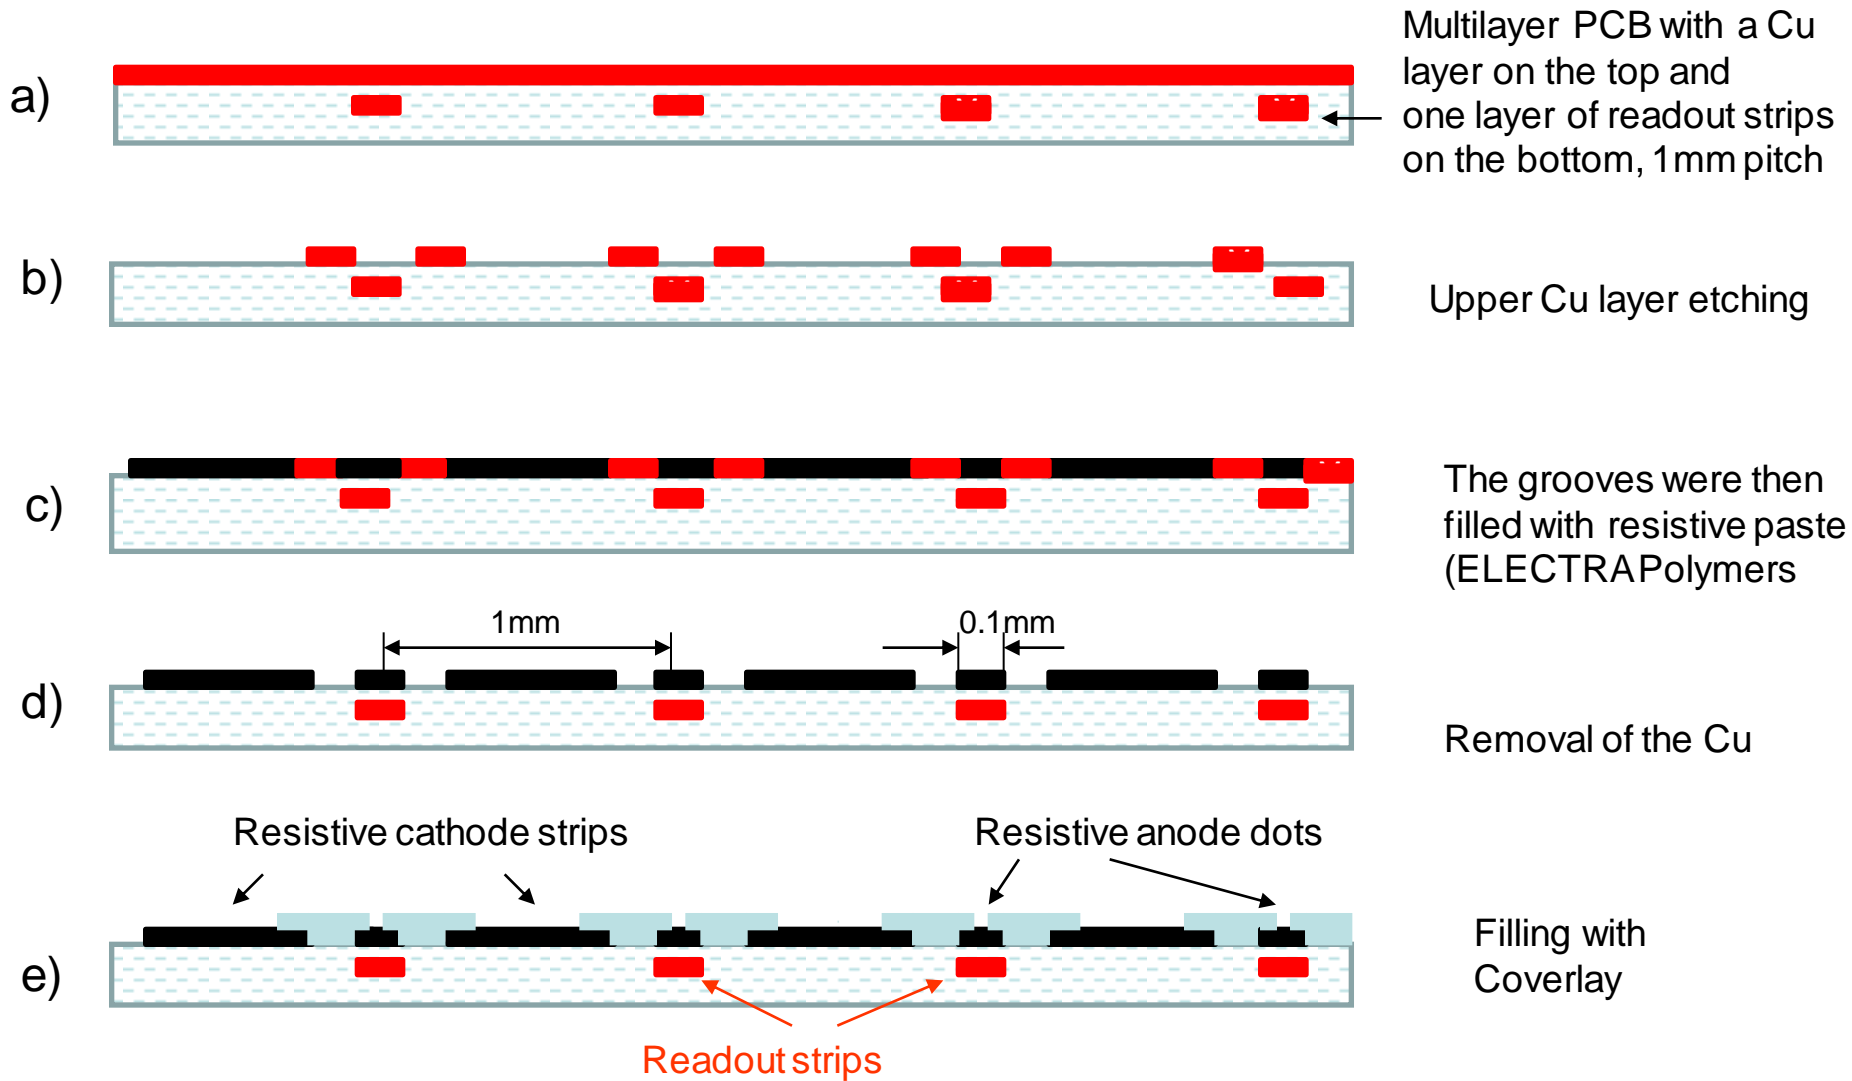 a)
Multilayer PCB with a Cu
layer on the top and
one layer of readout strips
on the bottom, 1mm pitch
b)
Upper Cu layer etching
c)
The grooves were then
filled with resistive paste
(ELECTRA Polymers
1mm
0.1mm
d)
Removal of the Cu
Resistive cathode strips
Resistive anode dots
e)
Filling with
Coverlay
Readout strips